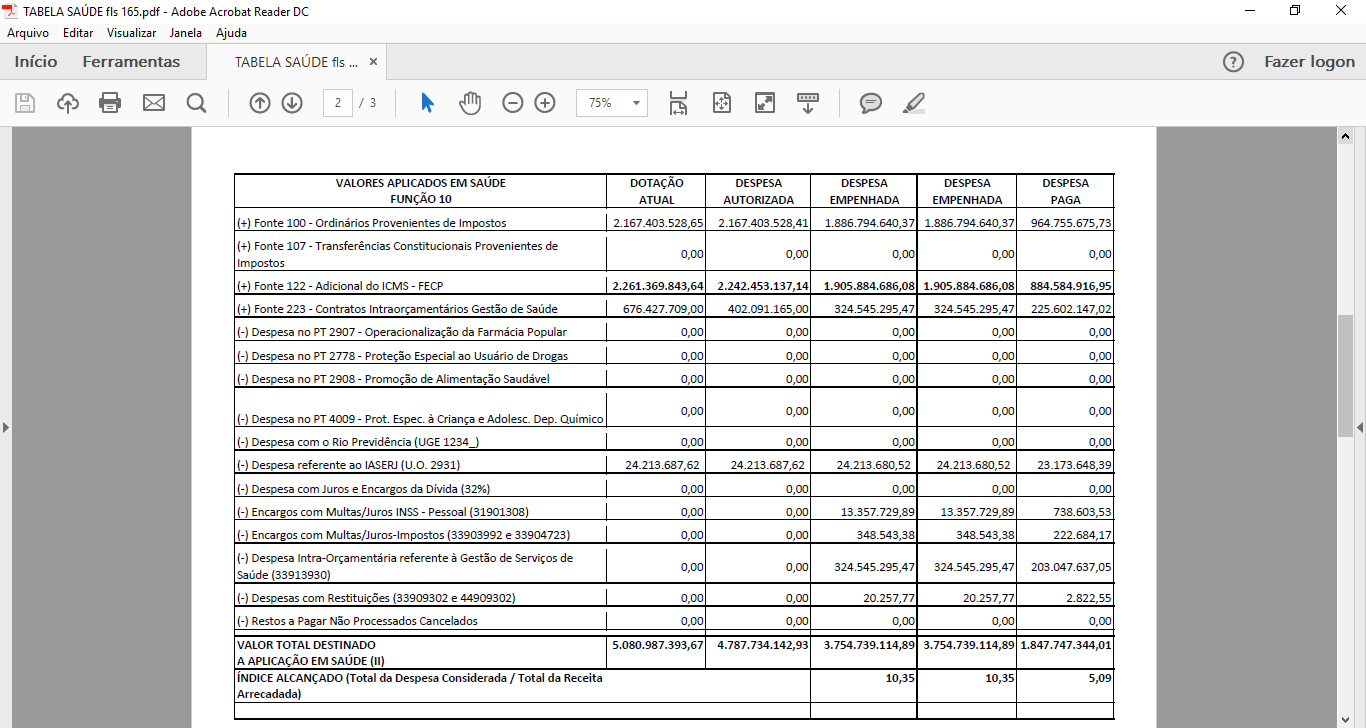 TABELA SAÚDE fls 165.pdf - Adobe Acrobat Reader DC
Arquivo Editar Visualizar Janela Ajuda
Início Ferramentas TABELA SAÚDE fls ... × ? Fazer logon
2 / 3 75%
VALORES APLICADOS EM SAÚDE
FUNÇÃO 10
DOTAÇÃO
ATUAL
DESPESA
AUTORIZADA
DESPESA
EMPENHADA
DESPESA
EMPENHADA
DESPESA
PAGA
(+) Fonte 100 - Ordinários Provenientes de Impostos 2.167.403.528,65 2.167.403.528,41 1.886.794.640,37 1.886.794.640,37 964.755.675,73
(+) Fonte 107 - Transferências Constitucionais Provenientes de
Impostos
0,00 0,00 0,00 0,00 0,00
(+) Fonte 122 - Adicional do ICMS - FECP 2.261.369.843,64 2.242.453.137,14 1.905.884.686,08 1.905.884.686,08 884.584.916,95
(+) Fonte 223 - Contratos Intraorçamentários Gestão de Saúde 676.427.709,00 402.091.165,00 324.545.295,47 324.545.295,47 225.602.147,02
(-) Despesa no PT 2907 - Operacionalização da Farmácia Popular 0,00 0,00 0,00 0,00 0,00
(-) Despesa no PT 2778 - Proteção Especial ao Usuário de Drogas 0,00 0,00 0,00 0,00 0,00
(-) Despesa no PT 2908 - Promoção de Alimentação Saudável 0,00 0,00 0,00 0,00 0,00
(-) Despesa no PT 4009 - Prot. Espec. à Criança e Adolesc. Dep. Químico 0,00 0,00 0,00 0,00 0,00
(-) Despesa com o Rio Previdência (UGE 1234_) 0,00 0,00 0,00 0,00 0,00
(-) Despesa referente ao IASERJ (U.O. 2931) 24.213.687,62 24.213.687,62 24.213.680,52 24.213.680,52 23.173.648,39
(-) Despesa com Juros e Encargos da Dívida (32%) 0,00 0,00 0,00 0,00 0,00
(-) Encargos com Multas/Juros INSS - Pessoal (31901308) 0,00 0,00 13.357.729,89 13.357.729,89 738.603,53
(-) Encargos com Multas/Juros-Impostos (33903992 e 33904723) 0,00 0,00 348.543,38 348.543,38 222.684,17
(-) Despesa Intra-Orçamentária referente à Gestão de Serviços de
Saúde (33913930)
0,00 0,00 324.545.295,47 324.545.295,47 203.047.637,05
(-) Despesas com Restituições (33909302 e 44909302) 0,00 0,00 20.257,77 20.257,77 2.822,55
(-) Restos a Pagar Não Processados Cancelados 0,00 0,00 0,00 0,00 0,00
VALOR TOTAL DESTINADO
A APLICAÇÃO EM SAÚDE (II)
5.080.987.393,67 4.787.734.142,93 3.754.739.114,89 3.754.739.114,89 1.847.747.344,01
ÍNDICE ALCANÇADO (Total da Despesa Considerada / Total da Receita
Arrecadada)
10,35 10,35 5,09